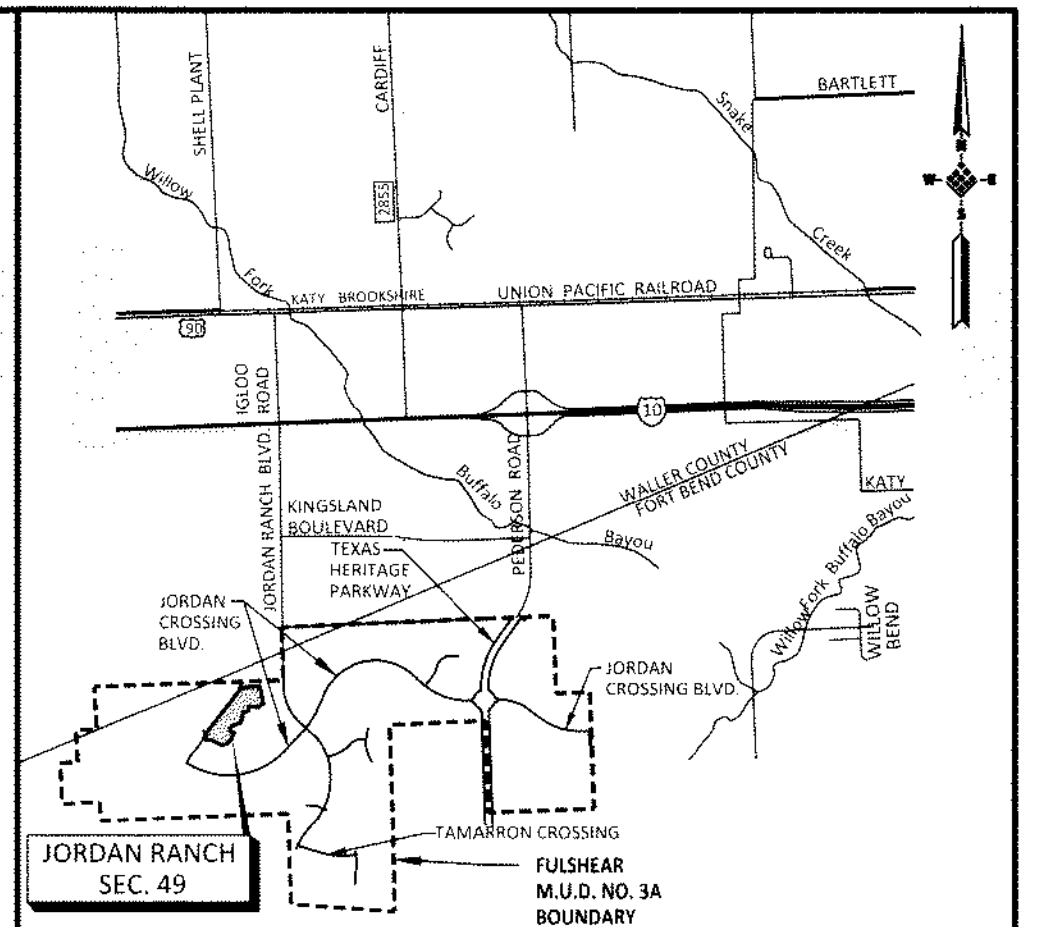 SHELL PLANT
CARDIFF
BARTLETT
Snake
Creek
Willow
Fork
2855
N
W
E
S
KATY BROOKSHIRE
UNION PACIFIC RAILROAD
90
IGLOO
ROAD
10
JORDAN RANCH BLVD.
PEDERSON ROAD
WALLER COUNTY
FORT BEND COUNTY
KATY
Buffalo
Bayou
KINGSLAND
BOULEVARD
TEXAS
HERITAGE
PARKWAY
Willow Fork Buffalo Bayou
WILLOW
BEND
JORDAN
CROSSING
BLVD.
JORDAN
CROSSING BLVD.
TAMARRON CROSSING
JORDAN RANCH
SEC. 49
FULSHEAR
M.U.D. NO. 3A
BOUNDARY